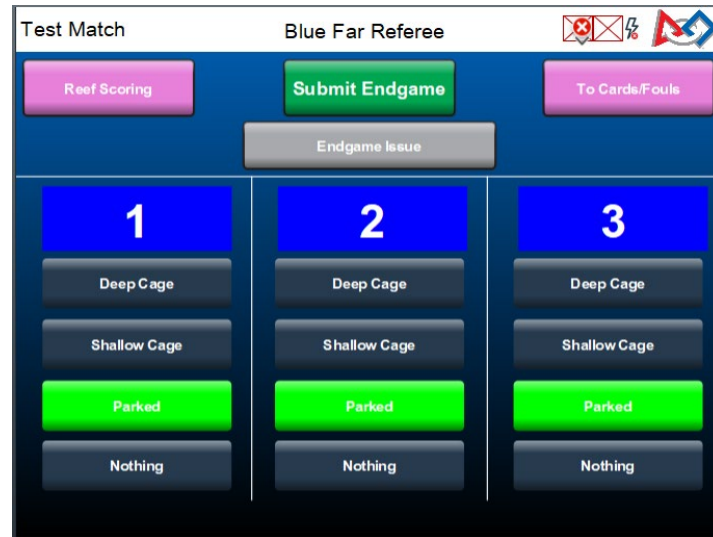 Test Match
Blue Far Referee
Reef Scoring
Submit Endgame
To Cards/Fouls
Endgame Issue
1 2 3
Deep Cage Deep Cage Deep Cage
Shallow Cage Shallow Cage Shallow Cage
Parked Parked Parked
Nothing Nothing Nothing